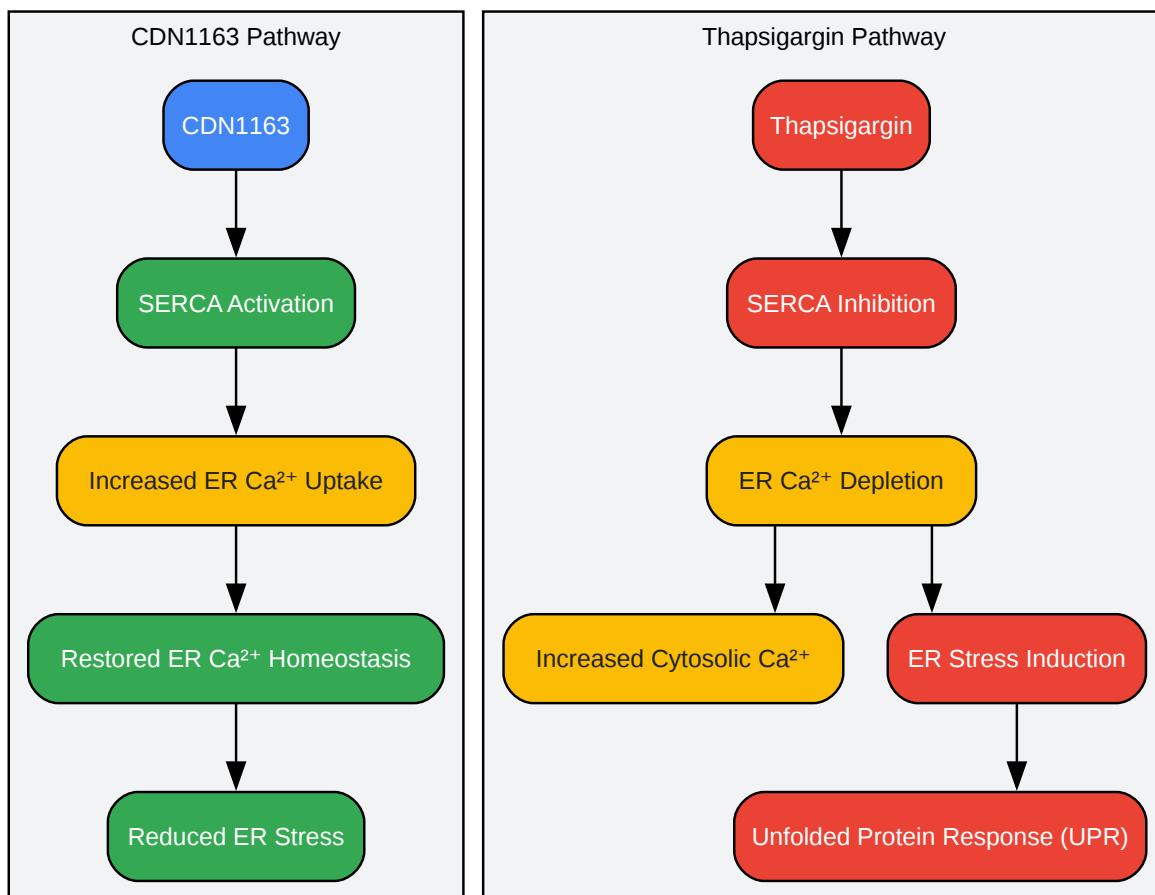 CDN1163 Pathway
CDN1163
SERCA Activation
Increased ER Ca²⁺ Uptake
Restored ER Ca²⁺ Homeostasis
Reduced ER Stress
Thapsigargin Pathway
Thapsigargin
SERCA Inhibition
ER Ca²⁺ Depletion
Increased Cytosolic Ca²⁺
ER Stress Induction
Unfolded Protein Response (UPR)